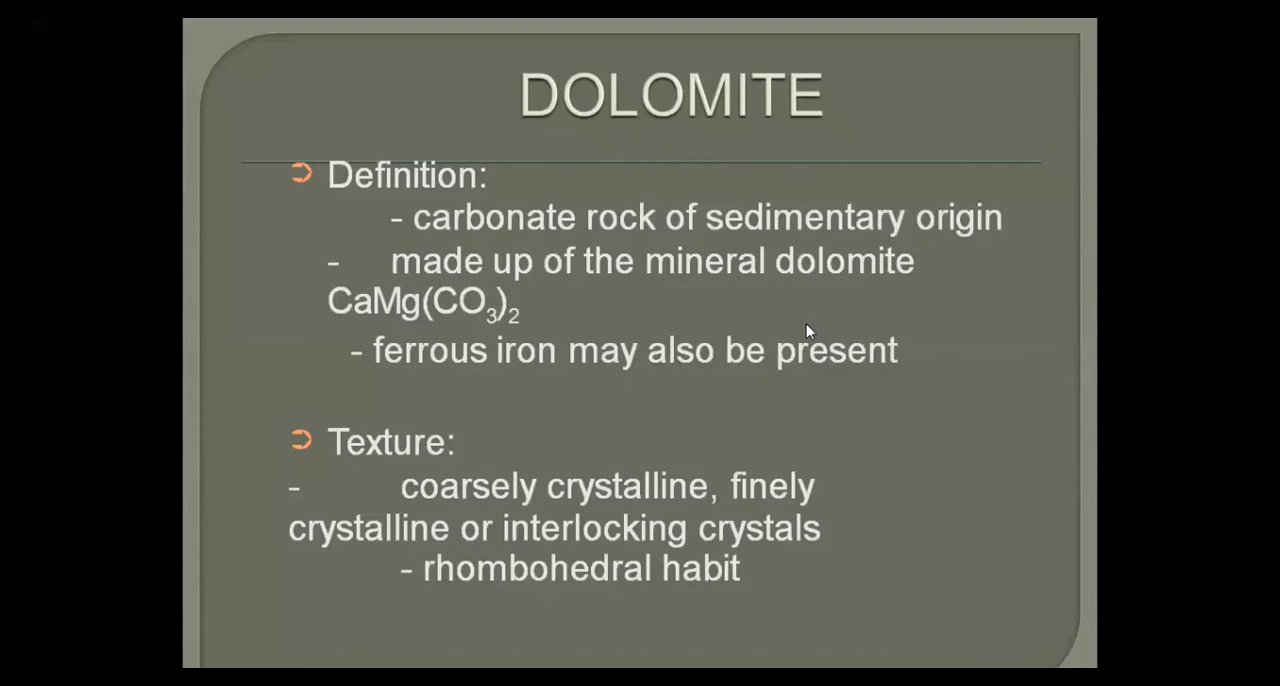 DOLOMITE
➲ Definition:
- carbonate rock of sedimentary origin
- made up of the mineral dolomite
CaMg(CO₃)₂
- ferrous iron may also be present
➲ Texture:
- coarsely crystalline, finely
crystalline or interlocking crystals
- rhombohedral habit